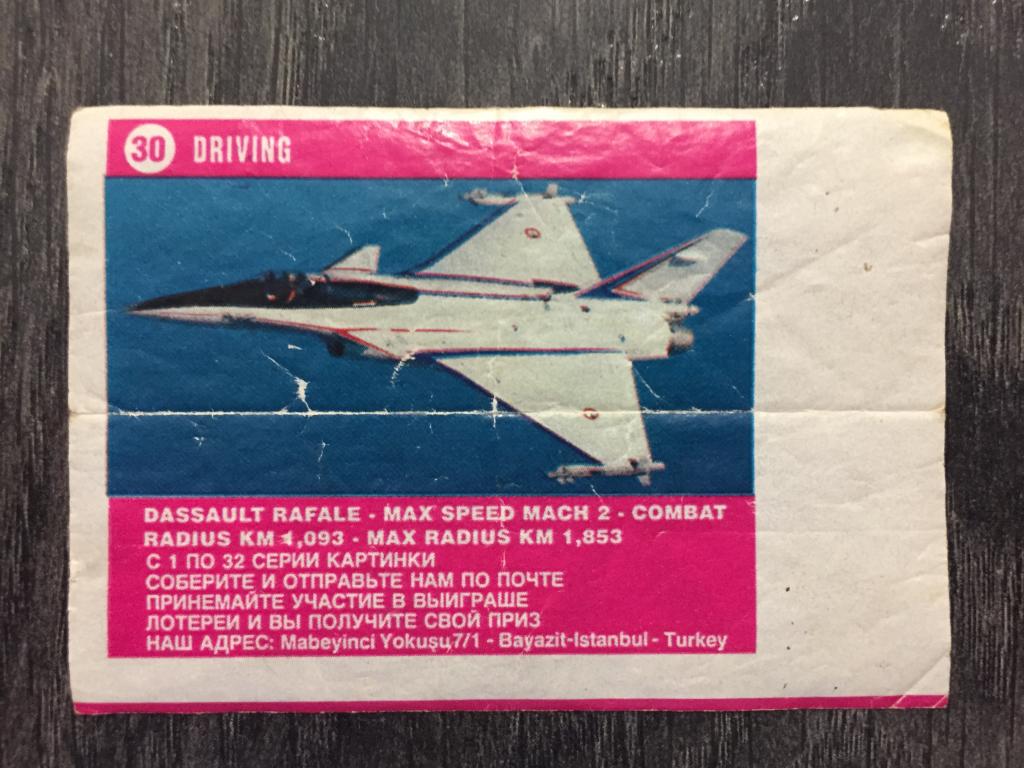 30 DRIVING
DASSAULT RAFALE - MAX SPEED MACH 2 - COMBAT
RADIUS KM 1,093 - MAX RADIUS KM 1,853
С 1 ПО 32 СЕРИИ КАРТИНКИ
СОБЕРИТЕ И ОТПРАВЬТЕ НАМ ПО ПОЧТЕ
ПРИНЕМАЙТЕ УЧАСТИЕ В ВЫИГРАШЕ
ЛОТЕРЕИ И ВЫ ПОЛУЧИТЕ СВОЙ ПРИЗ
НАШ АДРЕС: Mabeyinci Yokuşu,7/1 - Bayazit-Istanbul - Turkey